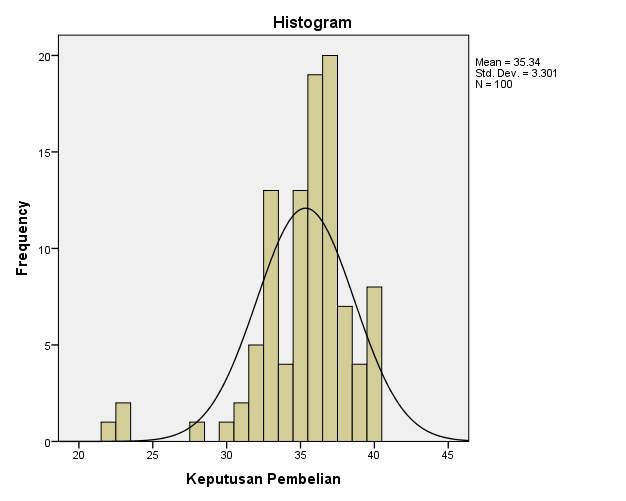 Histogram
Mean = 35.34
Std. Dev. = 3.301
N = 100
Frequency
20
15
10
5
0
20 25 30 35 40 45
Keputusan Pembelian